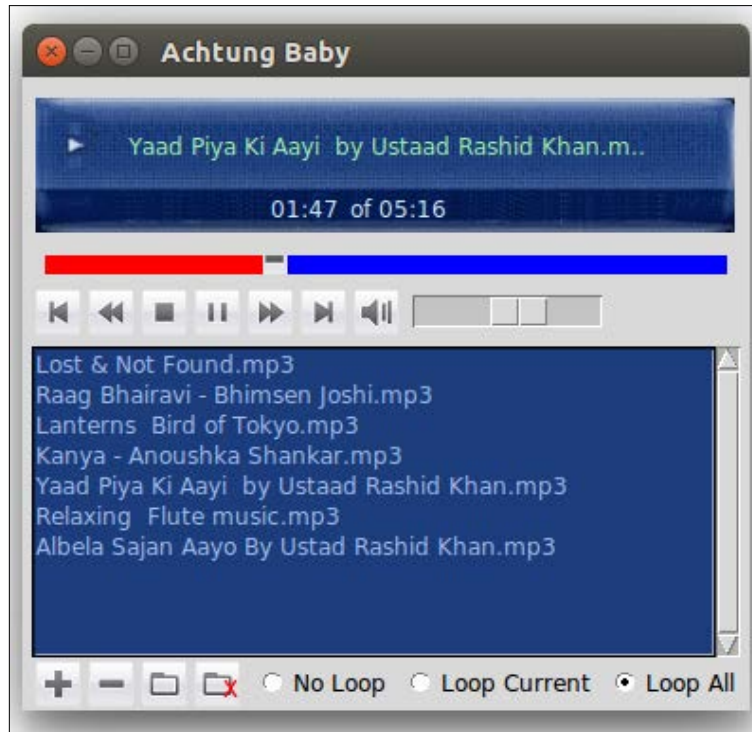 Achtung Baby
Yaad Piya Ki Aayi  by Ustaad Rashid Khan.m..
01:47 of 05:16
Lost & Not Found.mp3
Raag Bhairavi - Bhimsen Joshi.mp3
Lanterns  Bird of Tokyo.mp3
Kanya - Anoushka Shankar.mp3
Yaad Piya Ki Aayi  by Ustaad Rashid Khan.mp3
Relaxing  Flute music.mp3
Albela Sajan Aayo By Ustad Rashid Khan.mp3
No Loop Loop Current Loop All